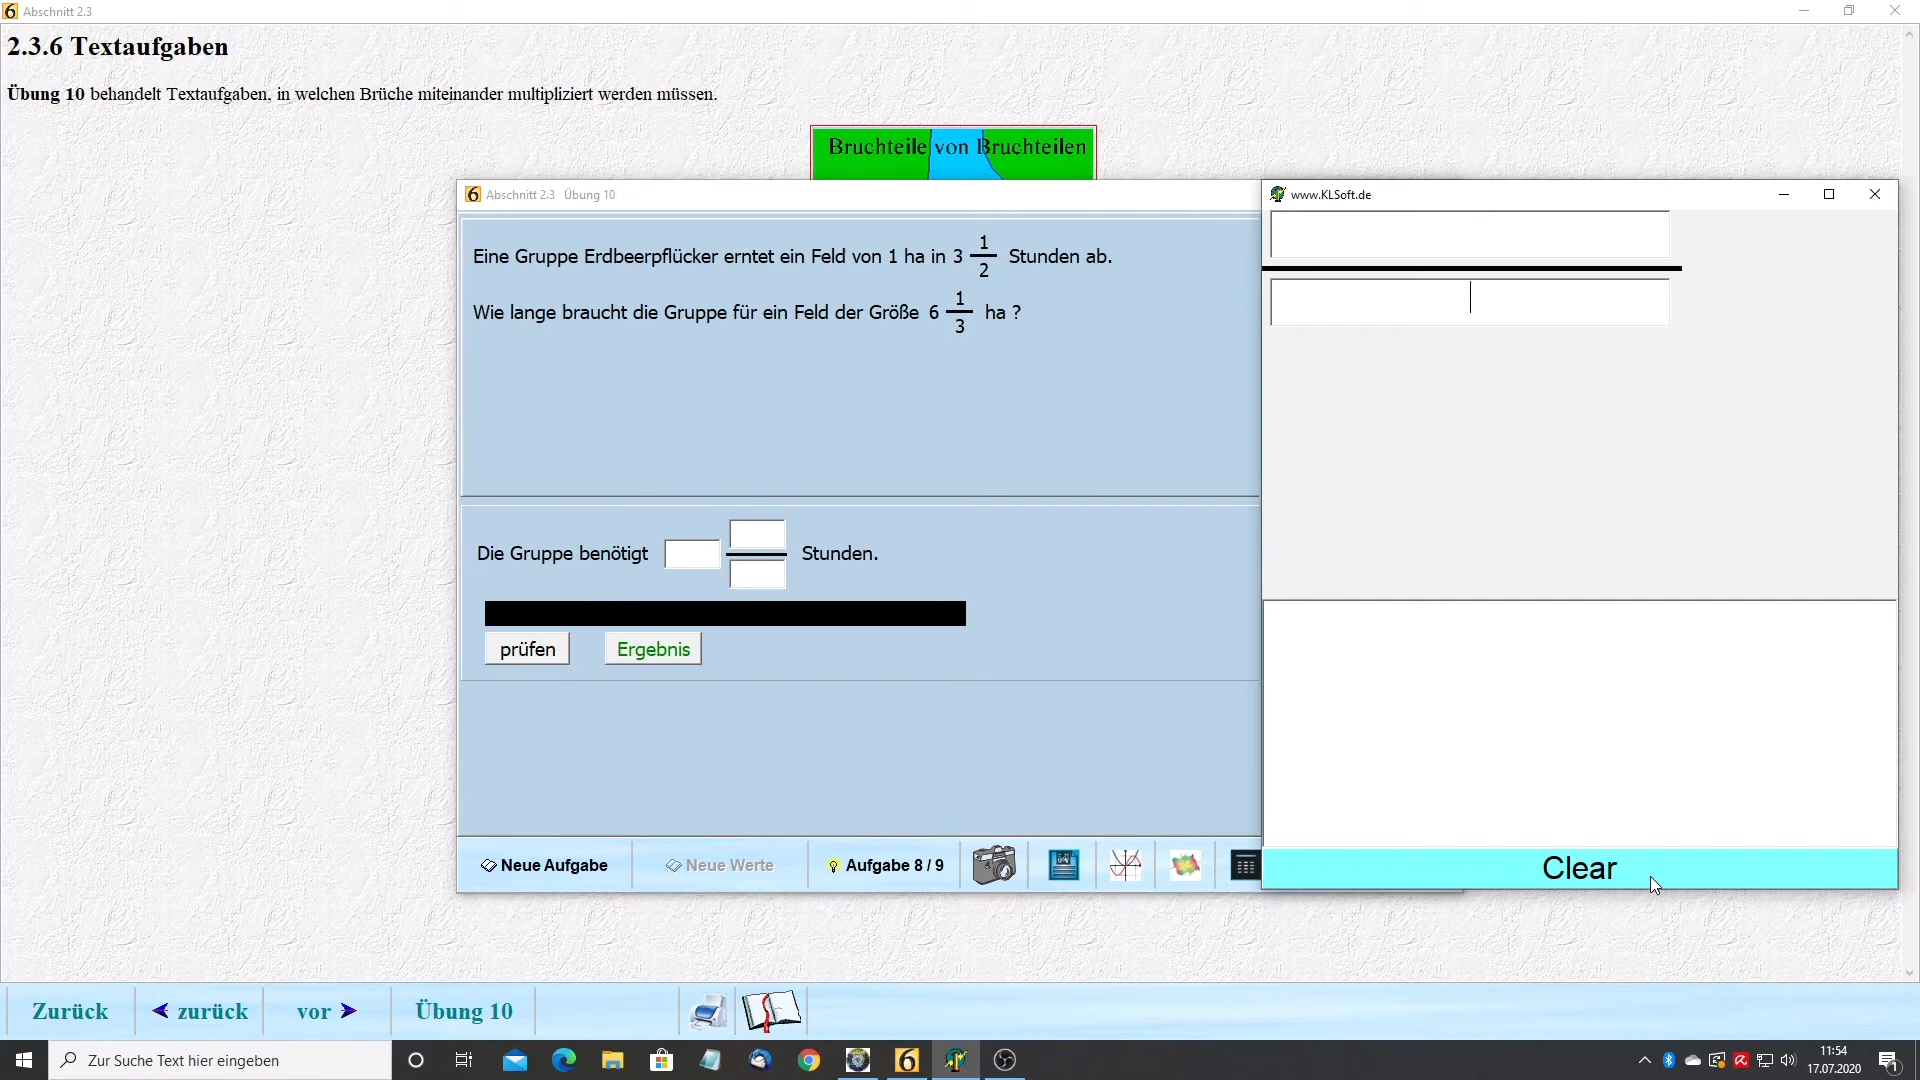 Abschnitt 2.3
2.3.6 Textaufgaben
Übung 10 behandelt Textaufgaben, in welchen Brüche miteinander multipliziert werden müssen.
Bruchteile von Bruchteilen
Abschnitt 2.3 Übung 10
www.KLSoft.de
Eine Gruppe Erdbeerpflücker erntet ein Feld von 1 ha in 3 1/2 Stunden ab.
Wie lange braucht die Gruppe für ein Feld der Größe 6 1/3 ha ?
Die Gruppe benötigt Stunden.
prüfen Ergebnis
Neue Aufgabe Neue Werte Aufgabe 8 / 9
Clear
Zurück zurück vor Übung 10
Zur Suche Text hier eingeben
11:54
17.07.2020